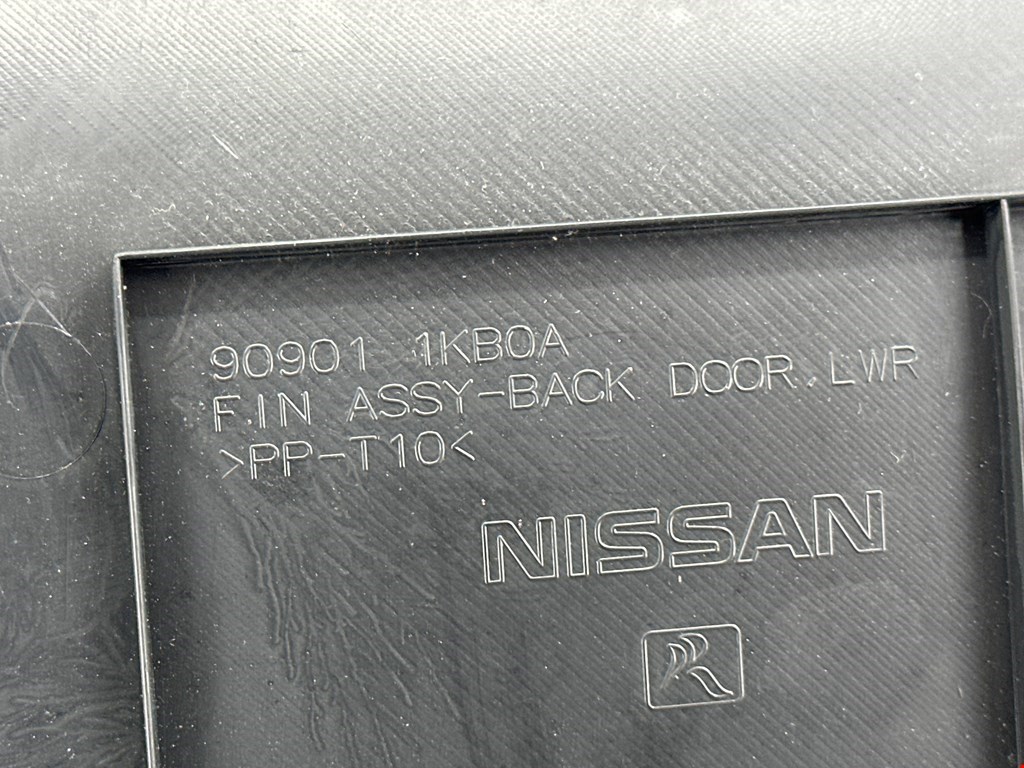 90901 1KB0A
FIN ASSY-BACK DOOR,LWR
>PP-T10<
NISSAN